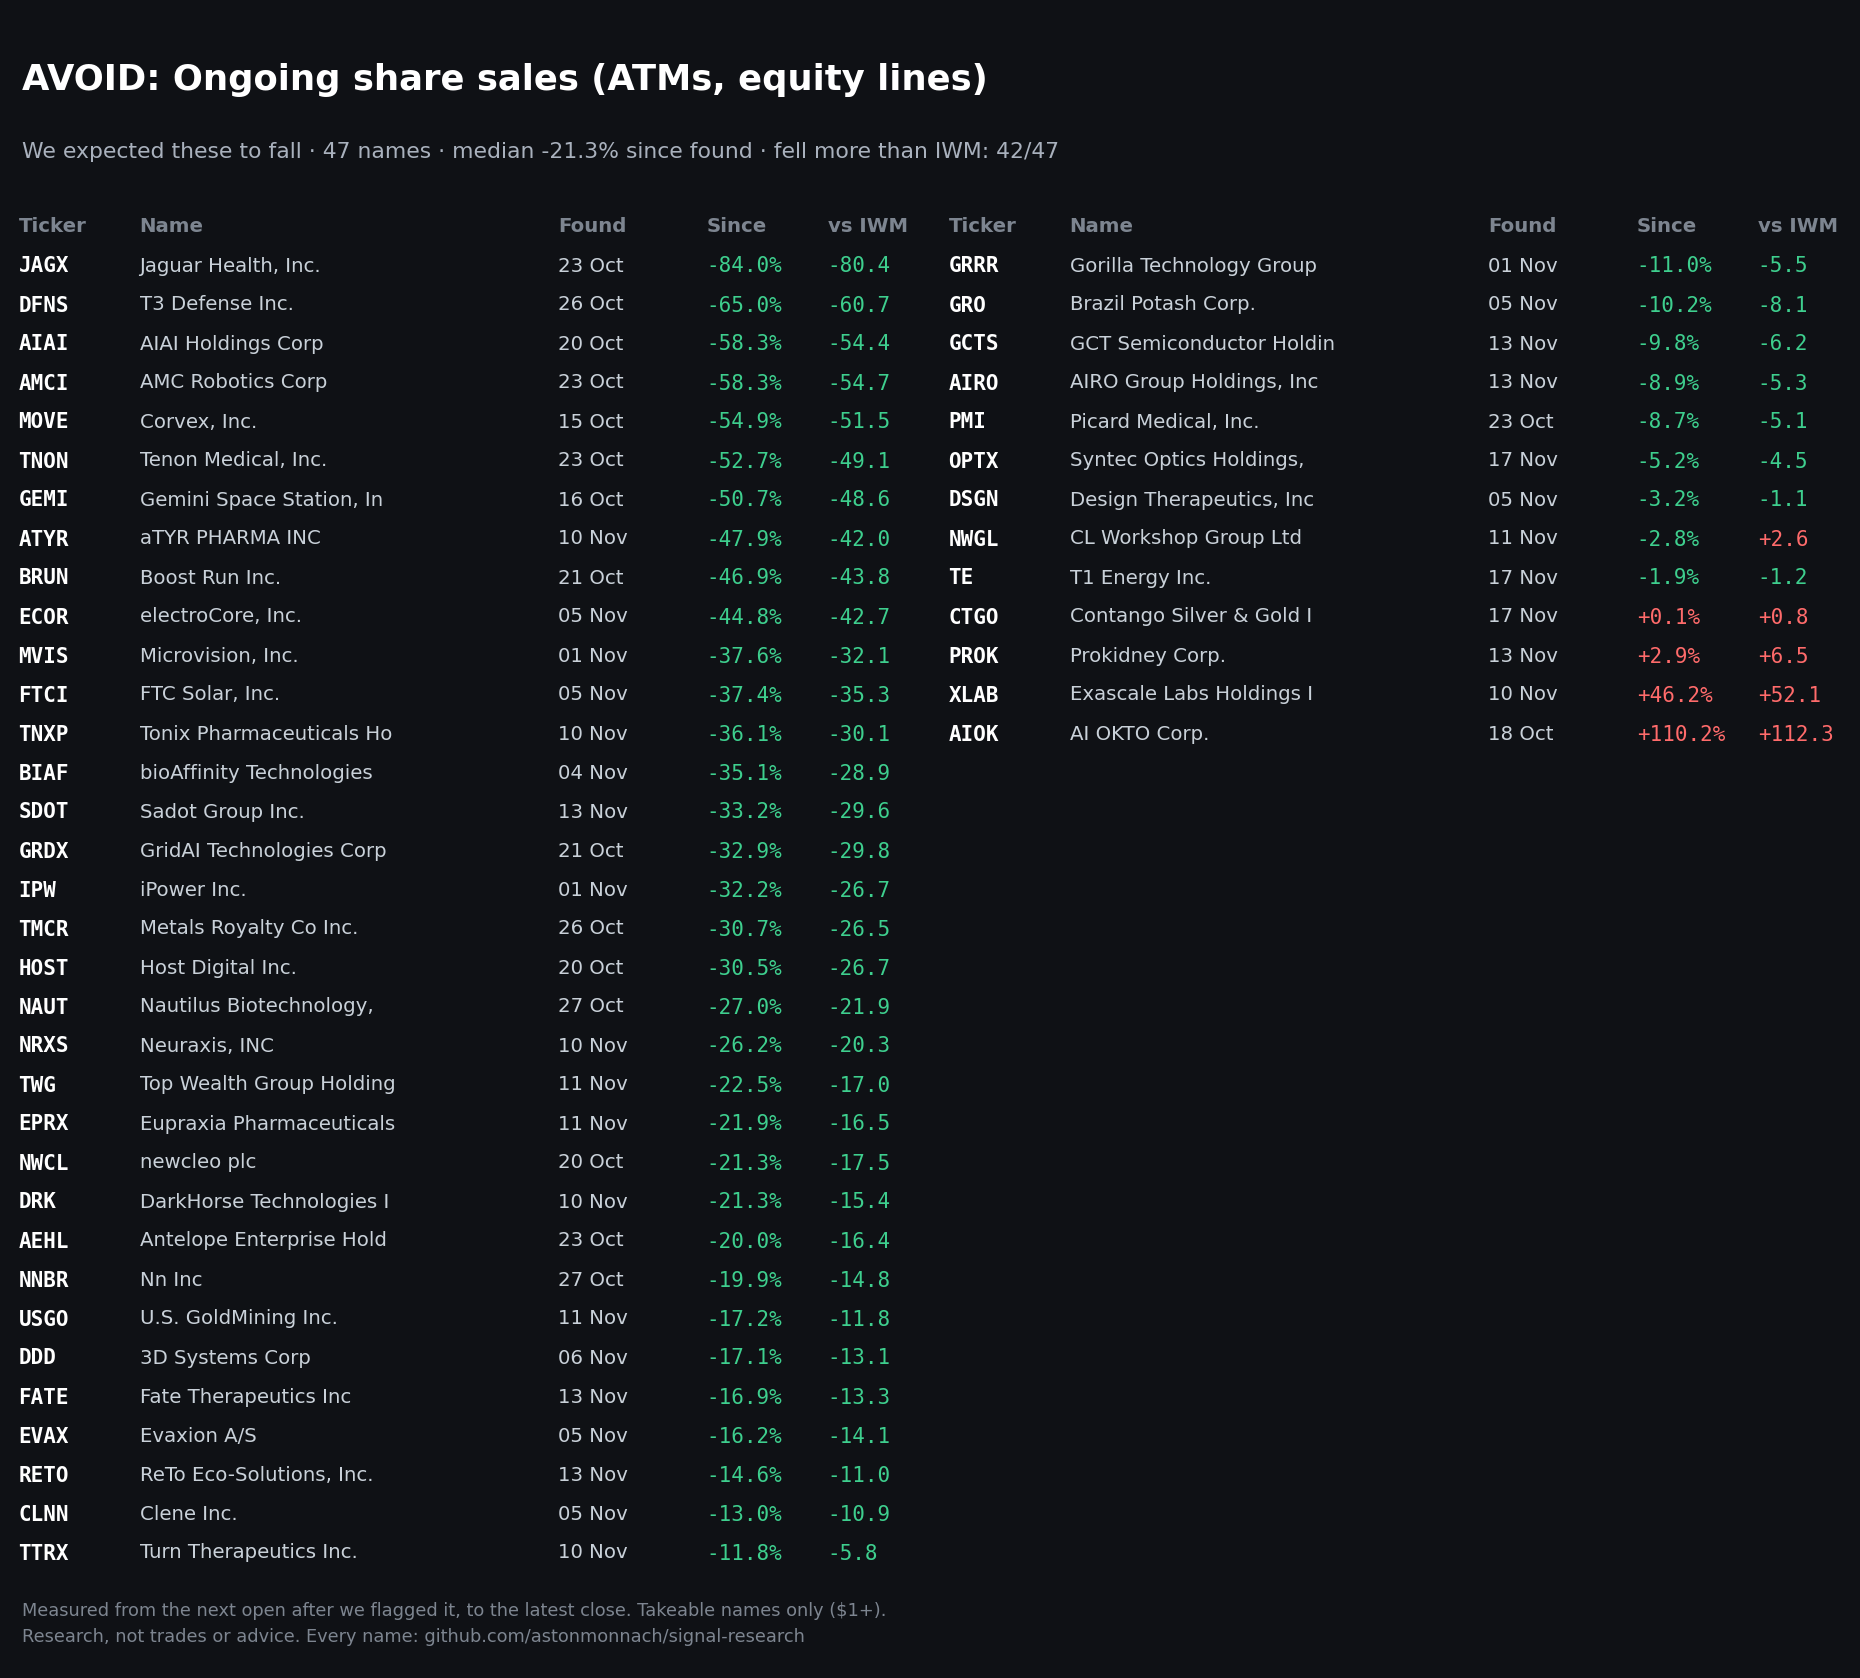 AVOID: Ongoing share sales (ATMs, equity lines)
We expected these to fall · 47 names · median -21.3% since found · fell more than IWM: 42/47
Ticker Name Found Since vs IWM
JAGX Jaguar Health, Inc. 23 Oct -84.0% -80.4
DFNS T3 Defense Inc. 26 Oct -65.0% -60.7
AIAI AIAI Holdings Corp 20 Oct -58.3% -54.4
AMCI AMC Robotics Corp 23 Oct -58.3% -54.7
MOVE Corvex, Inc. 15 Oct -54.9% -51.5
TNON Tenon Medical, Inc. 23 Oct -52.7% -49.1
GEMI Gemini Space Station, In 16 Oct -50.7% -48.6
ATYR aTYR PHARMA INC 10 Nov -47.9% -42.0
BRUN Boost Run Inc. 21 Oct -46.9% -43.8
ECOR electroCore, Inc. 05 Nov -44.8% -42.7
MVIS Microvision, Inc. 01 Nov -37.6% -32.1
FTCI FTC Solar, Inc. 05 Nov -37.4% -35.3
TNXP Tonix Pharmaceuticals Ho 10 Nov -36.1% -30.1
BIAF bioAffinity Technologies 04 Nov -35.1% -28.9
SDOT Sadot Group Inc. 13 Nov -33.2% -29.6
GRDX GridAI Technologies Corp 21 Oct -32.9% -29.8
IPW iPower Inc. 01 Nov -32.2% -26.7
TMCR Metals Royalty Co Inc. 26 Oct -30.7% -26.5
HOST Host Digital Inc. 20 Oct -30.5% -26.7
NAUT Nautilus Biotechnology, 27 Oct -27.0% -21.9
NRXS Neuraxis, INC 10 Nov -26.2% -20.3
TWG Top Wealth Group Holding 11 Nov -22.5% -17.0
EPRX Eupraxia Pharmaceuticals 11 Nov -21.9% -16.5
NWCL newcleo plc 20 Oct -21.3% -17.5
DRK DarkHorse Technologies I 10 Nov -21.3% -15.4
AEHL Antelope Enterprise Hold 23 Oct -20.0% -16.4
NNBR Nn Inc 27 Oct -19.9% -14.8
USGO U.S. GoldMining Inc. 11 Nov -17.2% -11.8
DDD 3D Systems Corp 06 Nov -17.1% -13.1
FATE Fate Therapeutics Inc 13 Nov -16.9% -13.3
EVAX Evaxion A/S 05 Nov -16.2% -14.1
RETO ReTo Eco-Solutions, Inc. 13 Nov -14.6% -11.0
CLNN Clene Inc. 05 Nov -13.0% -10.9
TTRX Turn Therapeutics Inc. 10 Nov -11.8% -5.8
Ticker Name Found Since vs IWM
GRRR Gorilla Technology Group 01 Nov -11.0% -5.5
GRO Brazil Potash Corp. 05 Nov -10.2% -8.1
GCTS GCT Semiconductor Holdin 13 Nov -9.8% -6.2
AIRO AIRO Group Holdings, Inc 13 Nov -8.9% -5.3
PMI Picard Medical, Inc. 23 Oct -8.7% -5.1
OPTX Syntec Optics Holdings, 17 Nov -5.2% -4.5
DSGN Design Therapeutics, Inc 05 Nov -3.2% -1.1
NWGL CL Workshop Group Ltd 11 Nov -2.8% +2.6
TE T1 Energy Inc. 17 Nov -1.9% -1.2
CTGO Contango Silver & Gold I 17 Nov +0.1% +0.8
PROK Prokidney Corp. 13 Nov +2.9% +6.5
XLAB Exascale Labs Holdings I 10 Nov +46.2% +52.1
AIOK AI OKTO Corp. 18 Oct +110.2% +112.3
Measured from the next open after we flagged it, to the latest close. Takeable names only ($1+).
Research, not trades or advice. Every name: github.com/astonmonnach/signal-research